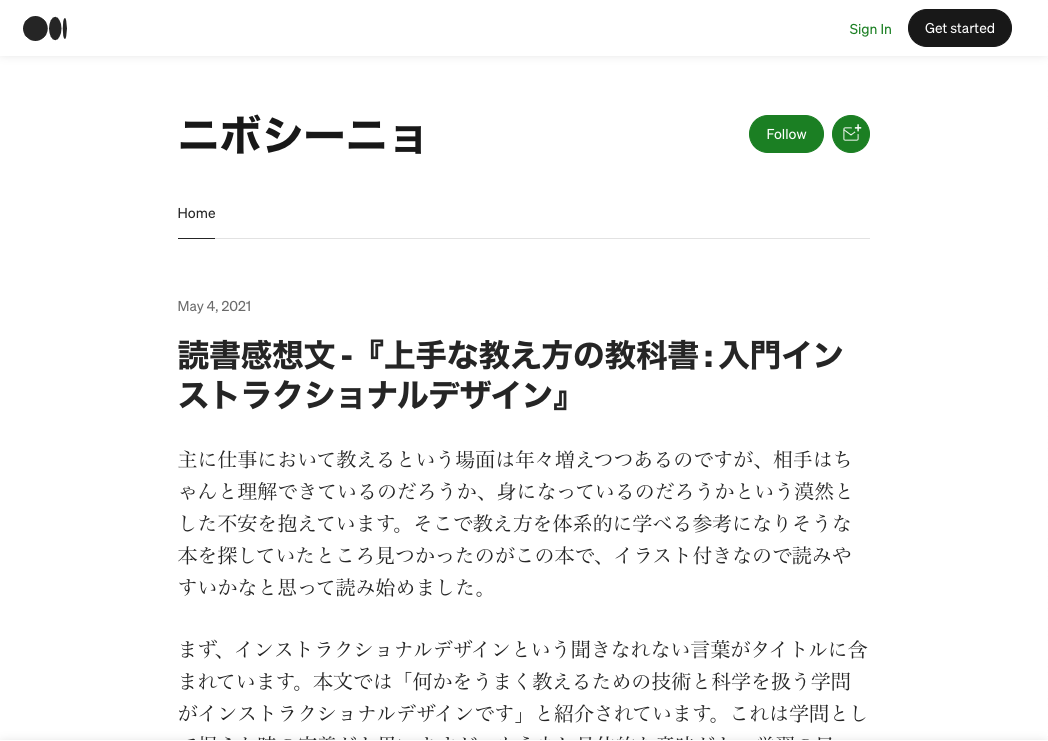 Sign In
Get started
ニボシーニョ
Follow
Home
May 4, 2021
読書感想文 -『上手な教え方の教科書 : 入門イン
ストラクショナルデザイン』
主に仕事において教えるという場面は年々増えつつあるのですが、相手はち
ゃんと理解できているのだろうか、身になっているのだろうかという漠然と
した不安を抱えています。そこで教え方を体系的に学べる参考になりそうな
本を探していたところ見つかったのがこの本で、イラスト付きなので読みや
すいかなと思って読み始めました。
まず、インストラクショナルデザインという聞きなれない言葉がタイトルに含
まれています。本文では「何かをうまく教えるための技術と科学を扱う学問
がインストラクショナルデザインです」と紹介されています。これは学問とし